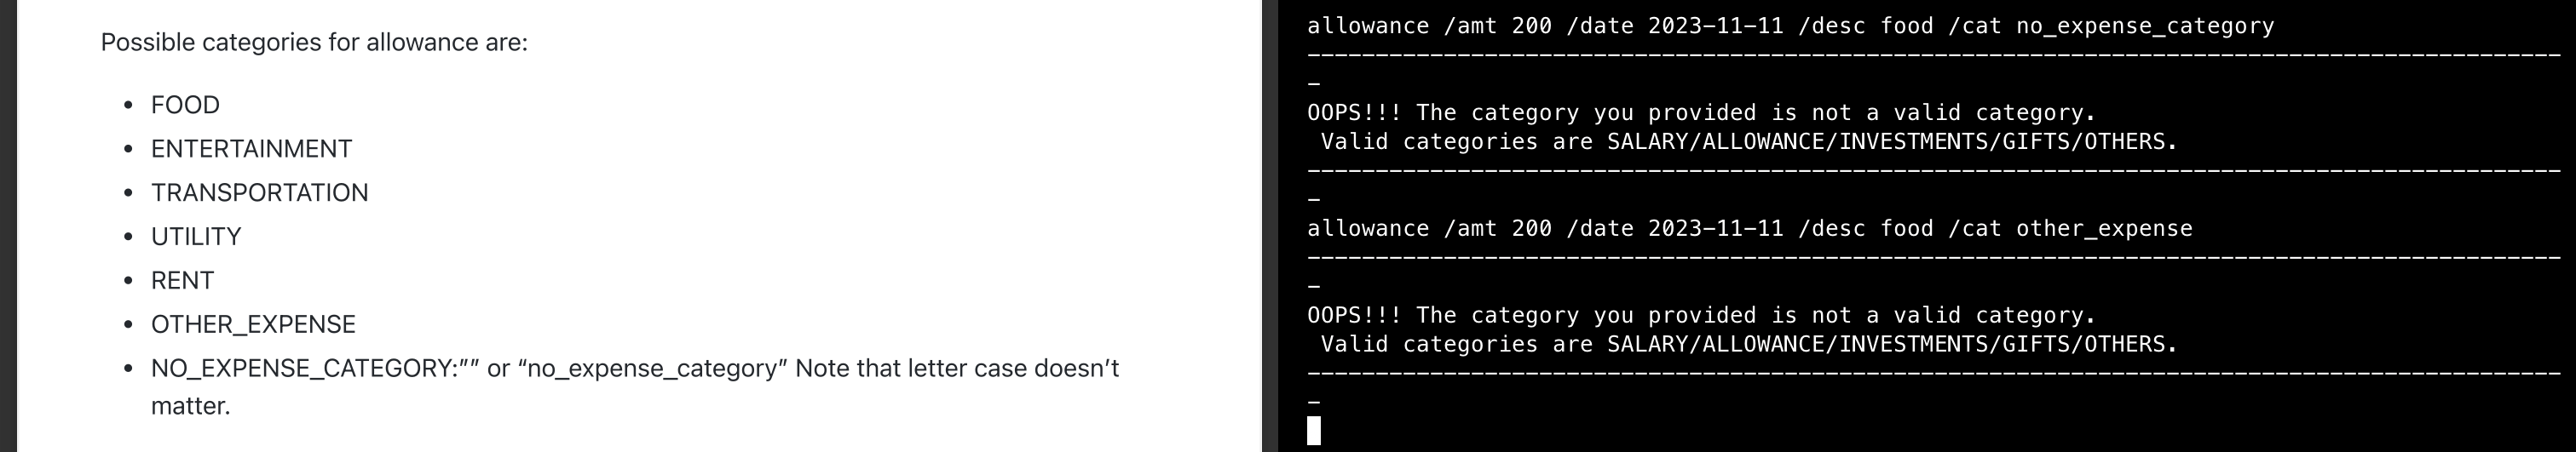 Possible categories for allowance are:
• FOOD
• ENTERTAINMENT
• TRANSPORTATION
• UTILITY
• RENT
• OTHER_EXPENSE
• NO_EXPENSE_CATEGORY:”” or “no_expense_category” Note that letter case doesn’t
matter.
allowance /amt 200 /date 2023-11-11 /desc food /cat no_expense_category
--------------------------------------------------------------------------------------------
-
OOPS!!! The category you provided is not a valid category.
 Valid categories are SALARY/ALLOWANCE/INVESTMENTS/GIFTS/OTHERS.
--------------------------------------------------------------------------------------------
-
allowance /amt 200 /date 2023-11-11 /desc food /cat other_expense
--------------------------------------------------------------------------------------------
-
OOPS!!! The category you provided is not a valid category.
 Valid categories are SALARY/ALLOWANCE/INVESTMENTS/GIFTS/OTHERS.
--------------------------------------------------------------------------------------------
-